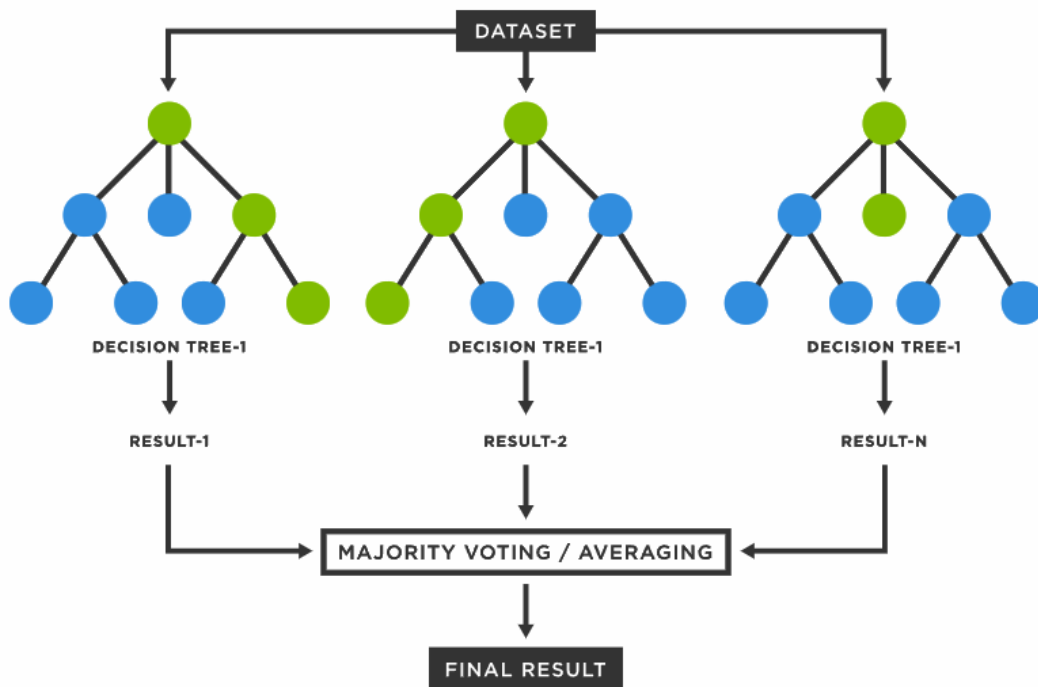 DATASET
DECISION TREE-1
DECISION TREE-1
DECISION TREE-1
RESULT-1
RESULT-2
RESULT-N
MAJORITY VOTING / AVERAGING
FINAL RESULT